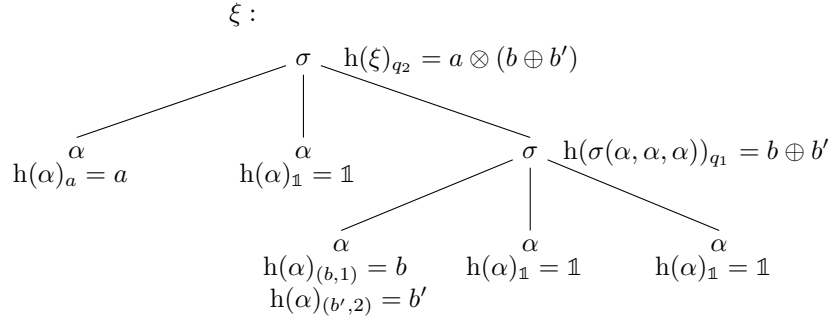 ξ :
σ h(ξ)_{q_2} = a ⊗ (b ⊕ b′)
α α σ h(σ(α, α, α))_{q_1} = b ⊕ b′
h(α)_a = a h(α)_𝟙 = 𝟙
α α α
h(α)_{(b,1)} = b h(α)_𝟙 = 𝟙 h(α)_𝟙 = 𝟙
h(α)_{(b′,2)} = b′